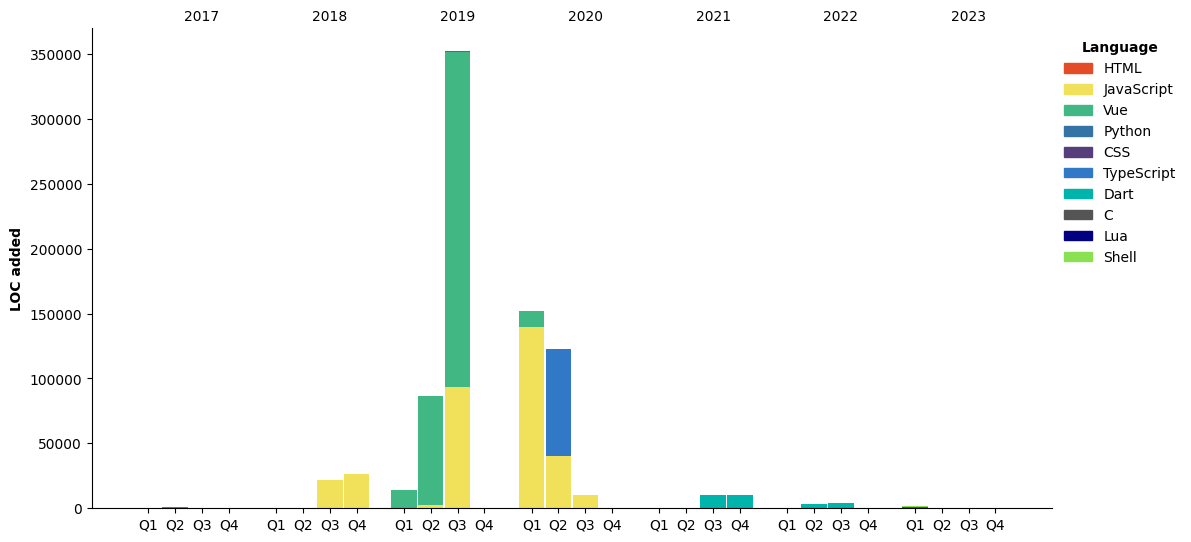 2017 2018 2019 2020 2021 2022 2023
Language
HTML
JavaScript
Vue
Python
CSS
TypeScript
Dart
C
Lua
Shell
LOC added
350000
300000
250000
200000
150000
100000
50000
0
Q1 Q2 Q3 Q4 Q1 Q2 Q3 Q4 Q1 Q2 Q3 Q4 Q1 Q2 Q3 Q4 Q1 Q2 Q3 Q4 Q1 Q2 Q3 Q4 Q1 Q2 Q3 Q4